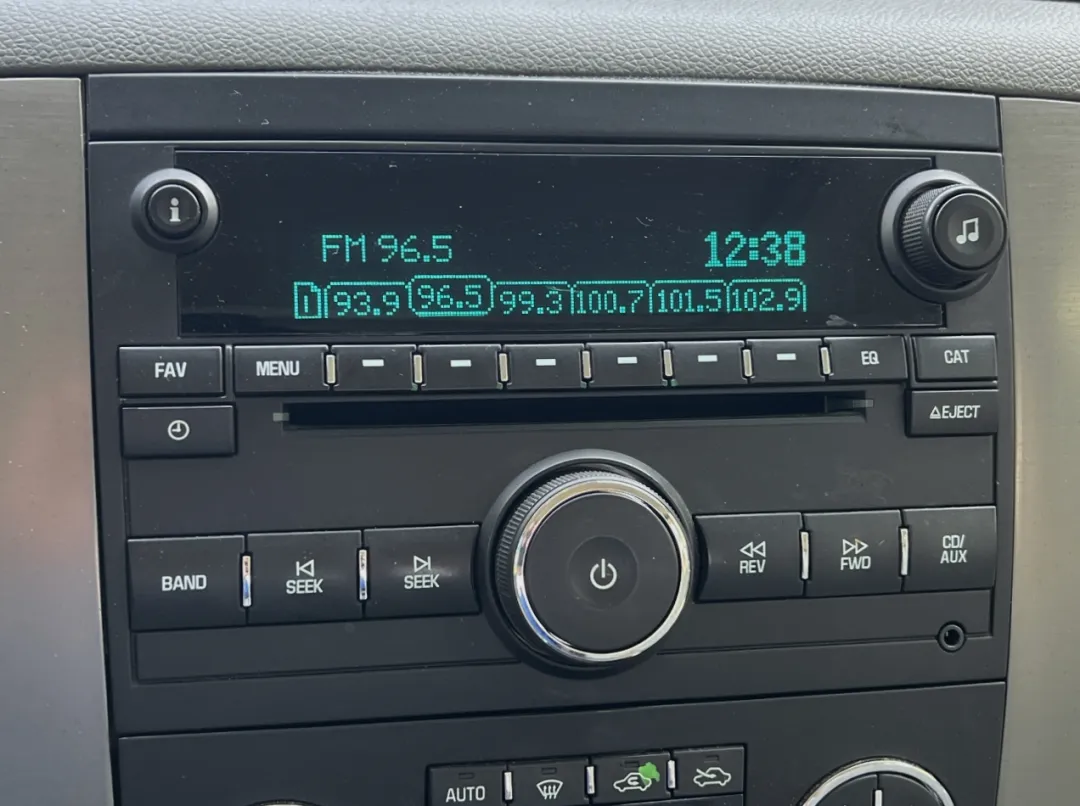 i
FM 96.5 12:38
1 93.9 96.5 99.3 100.7 101.5 102.9
FAV MENU EQ CAT
EJECT
BAND SEEK SEEK REV FWD CD/
AUX
AUTO